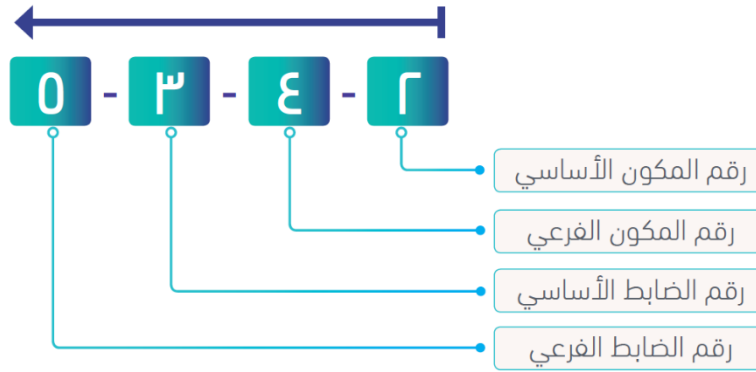 ٢ - ٤ - ٣ - ٥
رقم المكون الأساسي
رقم المكون الفرعي
رقم الضابط الأساسي
رقم الضابط الفرعي